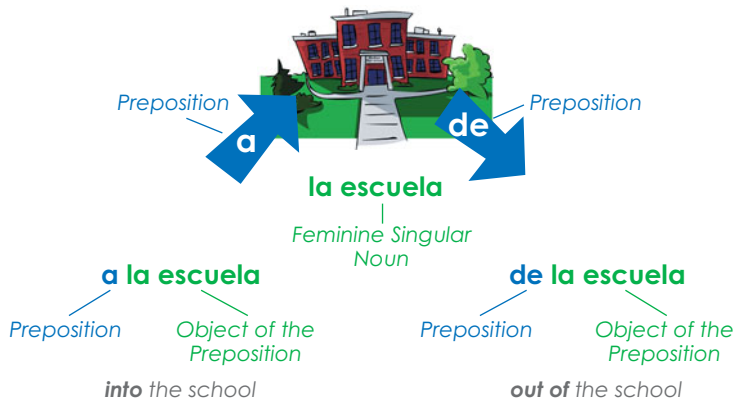 Preposition
Preposition
a
de
la escuela
Feminine Singular
Noun
a la escuela
de la escuela
Preposition
Object of the
Preposition
Preposition
Object of the
Preposition
into the school
out of the school